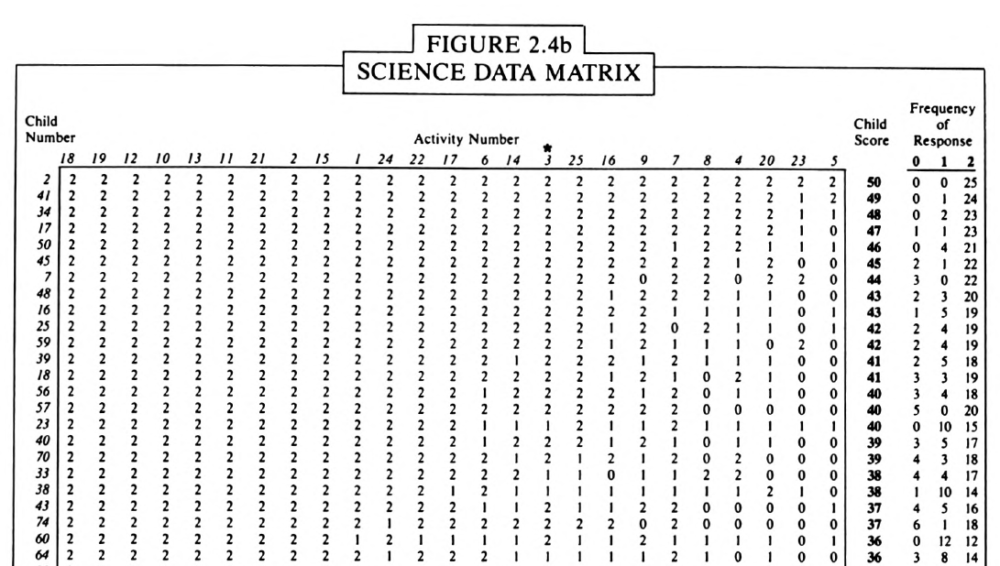 FIGURE 2.4b
SCIENCE DATA MATRIX
Child Number Activity Number Child Score Frequency of Response
*
18 19 12 10 13 11 21 2 15 1 24 22 17 6 14 3 25 16 9 7 8 4 20 23 5 0 1 2
2 2 2 2 2 2 2 2 2 2 2 2 2 2 2 2 2 2 2 2 2 2 2 2 2 2 50 0 0 25
41 2 2 2 2 2 2 2 2 2 2 2 2 2 2 2 2 2 2 2 2 2 2 2 1 2 49 0 1 24
34 2 2 2 2 2 2 2 2 2 2 2 2 2 2 2 2 2 2 2 2 2 2 2 1 1 48 0 2 23
17 2 2 2 2 2 2 2 2 2 2 2 2 2 2 2 2 2 2 2 2 2 2 2 1 0 47 1 1 23
50 2 2 2 2 2 2 2 2 2 2 2 2 2 2 2 2 2 2 2 1 2 2 1 1 1 46 0 4 21
45 2 2 2 2 2 2 2 2 2 2 2 2 2 2 2 2 2 2 2 2 2 1 2 0 0 45 2 1 22
7 2 2 2 2 2 2 2 2 2 2 2 2 2 2 2 2 2 2 0 2 2 0 2 2 0 44 3 0 22
48 2 2 2 2 2 2 2 2 2 2 2 2 2 2 2 2 2 1 2 2 2 1 1 0 0 43 2 3 20
16 2 2 2 2 2 2 2 2 2 2 2 2 2 2 2 2 2 2 2 1 1 1 1 0 1 43 1 5 19
25 2 2 2 2 2 2 2 2 2 2 2 2 2 2 2 2 2 1 2 0 2 1 1 0 1 42 2 4 19
59 2 2 2 2 2 2 2 2 2 2 2 2 2 2 2 2 2 1 2 1 1 1 0 2 0 42 2 4 19
39 2 2 2 2 2 2 2 2 2 2 2 2 2 2 1 2 2 2 1 2 1 1 1 0 0 41 2 5 18
18 2 2 2 2 2 2 2 2 2 2 2 2 2 2 2 2 2 1 2 1 0 2 1 0 0 41 3 3 19
56 2 2 2 2 2 2 2 2 2 2 2 2 2 1 2 2 2 2 1 2 0 1 1 0 0 40 3 4 18
57 2 2 2 2 2 2 2 2 2 2 2 2 2 2 2 2 2 2 2 2 0 0 0 0 0 40 5 0 20
23 2 2 2 2 2 2 2 2 2 2 2 2 2 1 1 1 2 1 1 2 1 1 1 1 1 40 0 10 15
40 2 2 2 2 2 2 2 2 2 2 2 2 2 1 2 2 2 1 2 1 0 1 1 0 0 39 3 5 17
70 2 2 2 2 2 2 2 2 2 2 2 2 2 2 1 2 1 2 1 2 0 2 0 0 0 39 4 3 18
33 2 2 2 2 2 2 2 2 2 2 2 2 2 2 2 1 1 0 1 1 2 2 0 0 0 38 4 4 17
38 2 2 2 2 2 2 2 2 2 2 2 2 1 2 1 1 1 1 1 1 1 1 2 1 0 38 1 10 14
43 2 2 2 2 2 2 2 2 2 2 2 2 2 2 1 1 2 1 1 2 2 0 0 0 0 1 37 4 5 16
74 2 2 2 2 2 2 2 2 2 2 1 2 2 2 2 2 2 2 0 2 0 0 0 0 0 37 6 1 18
60 2 2 2 2 2 2 2 2 2 1 2 1 1 1 1 2 1 1 2 1 1 1 1 0 1 36 0 12 12
64 2 2 2 2 2 2 2 2 2 2 1 2 2 2 1 1 1 1 1 2 1 0 1 0 0 36 3 8 14